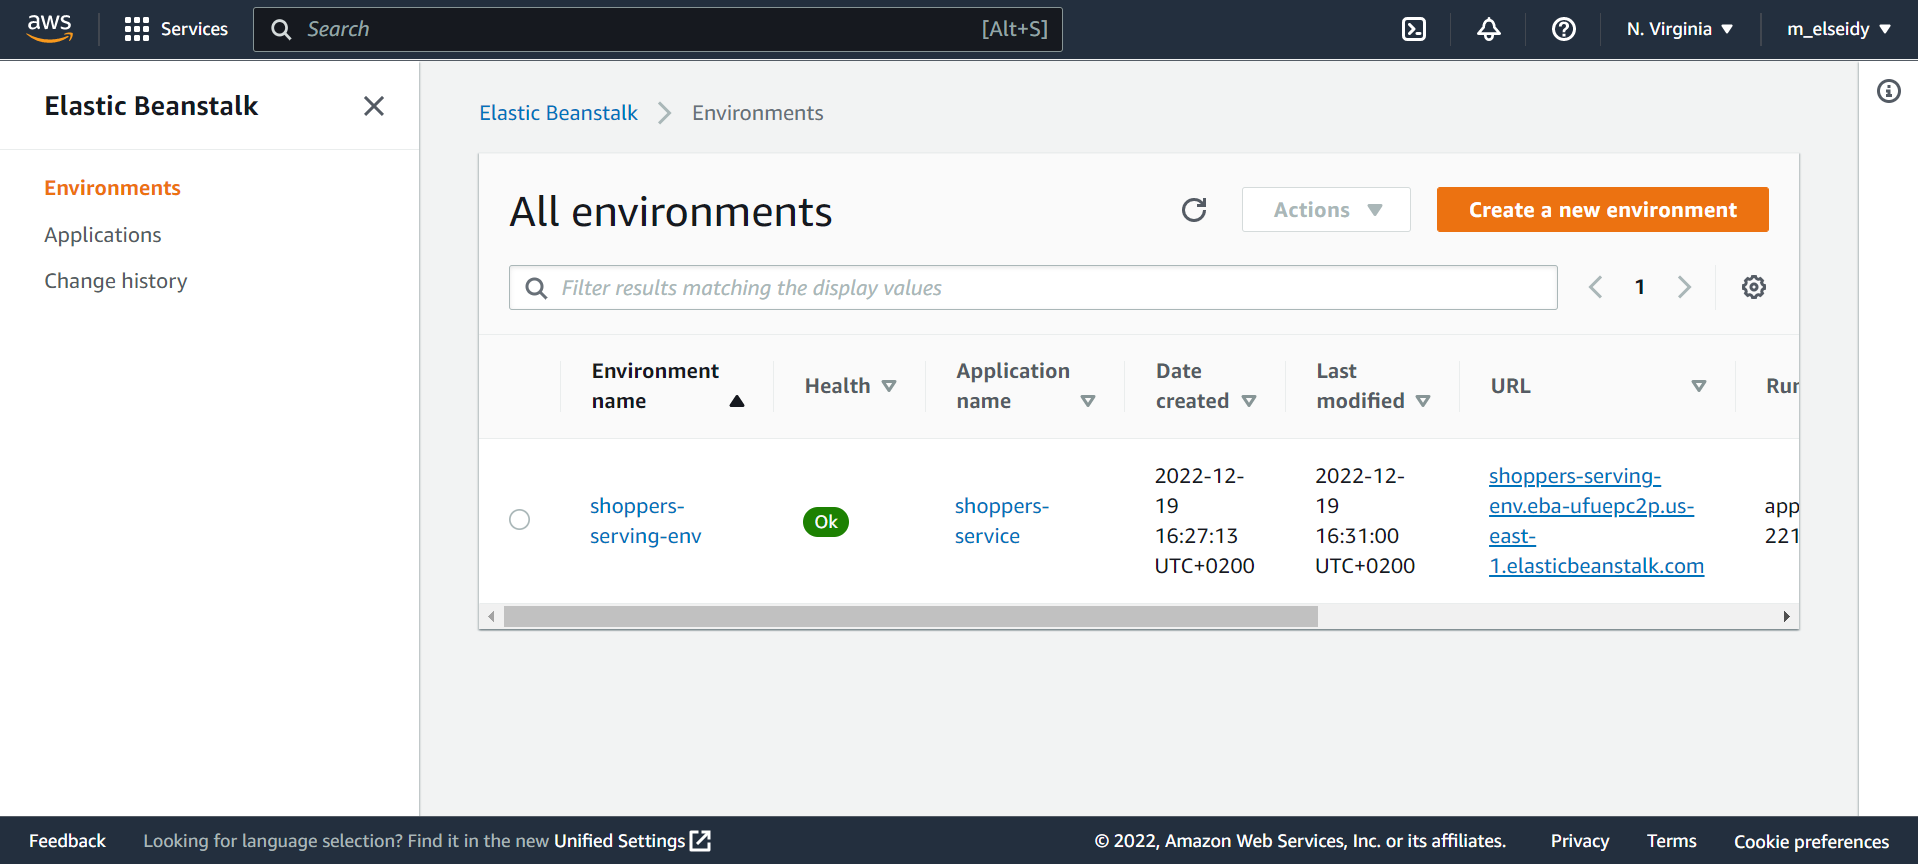 aws
Services
Search
[Alt+S]
N. Virginia
m_elseidy
Elastic Beanstalk
Environments
Applications
Change history
Elastic Beanstalk
Environments
All environments
Actions
Create a new environment
Filter results matching the display values
1
Environment
name
Health
Application
name
Date
created
Last
modified
URL
Run
shoppers-
serving-env
Ok
shoppers-
service
2022-12-
19
16:27:13
UTC+0200
2022-12-
19
16:31:00
UTC+0200
shoppers-serving-
env.eba-ufuepc2p.us-
east-
1.elasticbeanstalk.com
app
221
Feedback
Looking for language selection? Find it in the new Unified Settings
© 2022, Amazon Web Services, Inc. or its affiliates.
Privacy
Terms
Cookie preferences